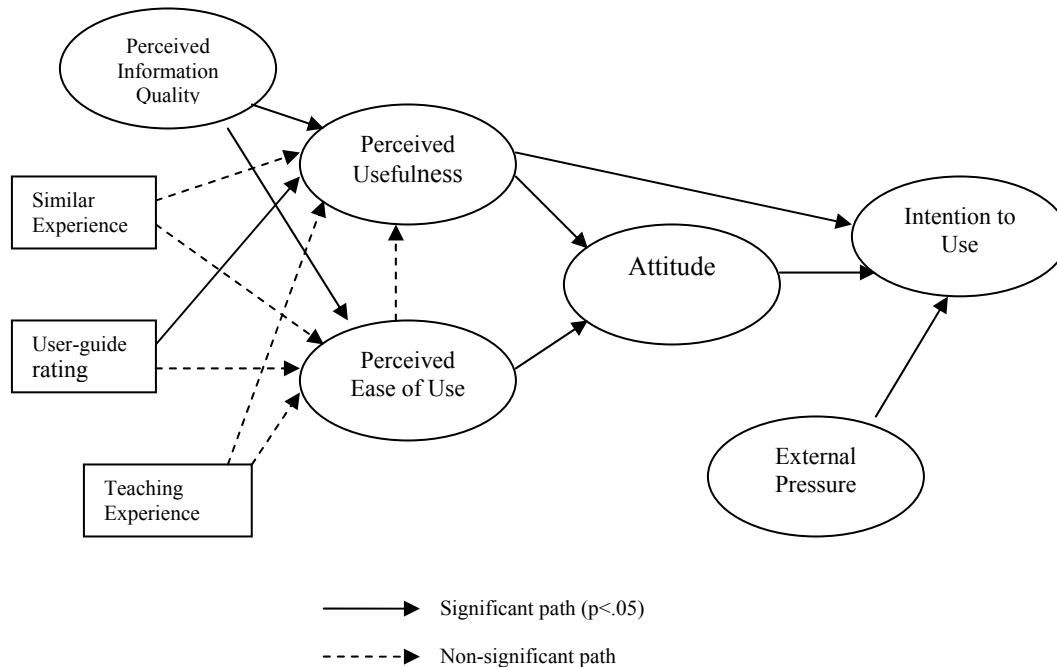 Perceived
Information
Quality
Perceived
Usefulness
Similar
Experience
Intention to
Use
Attitude
User-guide
rating
Perceived
Ease of Use
External
Pressure
Teaching
Experience
Significant path (p<.05)
Non-significant path